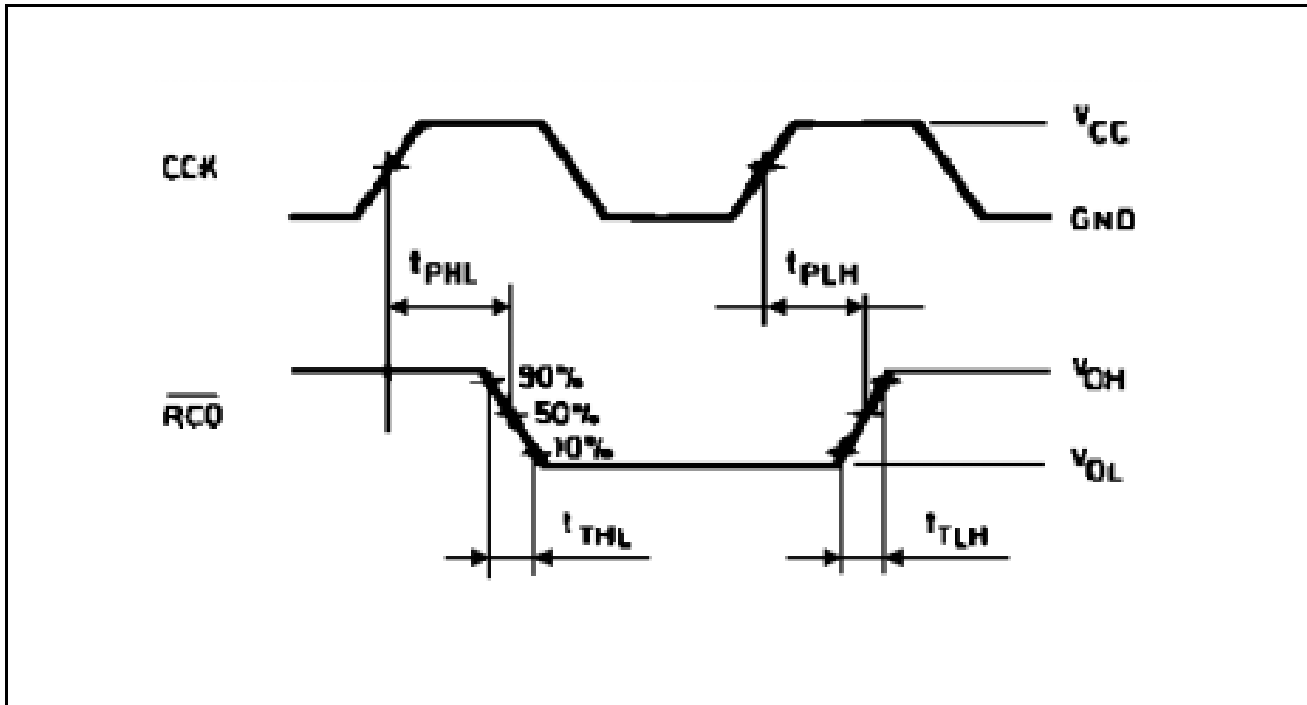 CCK
VCC
GND
tPHL
tPLH
RCO
90%
50%
10%
VOH
VOL
tTHL
tTLH